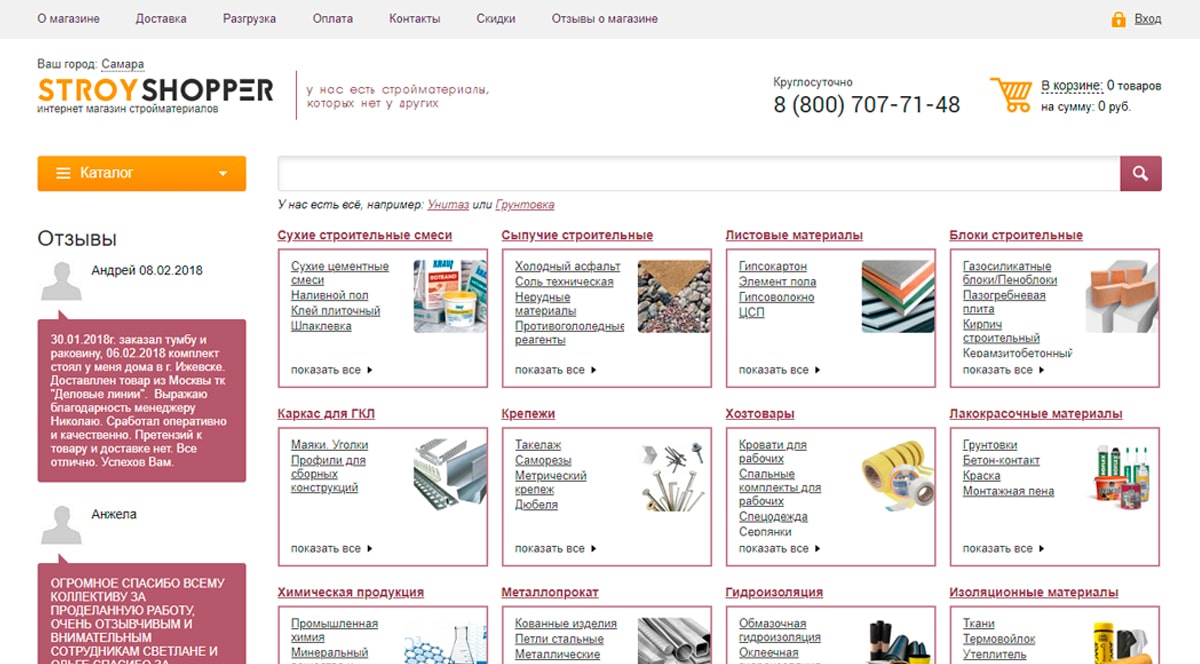 О магазине
Доставка
Разгрузка
Оплата
Контакты
Скидки
Отзывы о магазине
Вход
Ваш город: Самара
STROYSHOPPER
интернет магазин стройматериалов
у нас есть стройматериалы,
которых нет у других
Круглосуточно
8 (800) 707-71-48
В корзине: 0 товаров
на сумму: 0 руб.
Каталог
У нас есть всё, например: Унитаз или Грунтовка
Отзывы
Андрей 08.02.2018
30.01.2018г. заказал тумбу и
раковину, 06.02.2018 комплект
стоял у меня дома в г. Ижевске.
Доставллен товар из Москвы тк
"Деловые линии". Выражаю
благодарность менеджеру
Николаю. Сработал оперативно
и качественно. Претензий к
товару и доставке нет. Все
отлично. Успехов Вам.
Анжела
ОГРОМНОЕ СПАСИБО ВСЕМУ
КОЛЛЕКТИВУ ЗА
ПРОДЕЛАННУЮ РАБОТУ,
ОЧЕНЬ ОТЗЫВЧИВЫМ И
ВНИМАТЕЛЬНЫМ
СОТРУДНИКАМ СВЕТЛАНЕ И
ОЛЬГЕ СПАСИБО ЗА
Сухие строительные смеси
Сухие цементные
смеси
Наливной пол
Клей плиточный
Шпаклевка
показать все
Сыпучие строительные
Холодный асфальт
Соль техническая
Нерудные
материалы
Противогололедные
реагенты
показать все
Листовые материалы
Гипсокартон
Элемент пола
Гипсоволокно
ЦСП
показать все
Блоки строительные
Газосиликатные
блоки/Пеноблоки
Пазогребневая
плита
Кирпич
строительный
Керамзитобетонный
показать все
Каркас для ГКЛ
Маяки. Уголки
Профили для
сборных
конструкций
показать все
Крепежи
Такелаж
Саморезы
Метрический
крепеж
Дюбеля
показать все
Хозтовары
Кровати для
рабочих
Спальные
комплекты для
рабочих
Спецодежда
Серпянки
показать все
Лакокрасочные материалы
Грунтовки
Бетон-контакт
Краска
Монтажная пена
показать все
Химическая продукция
Промышленная
химия
Минеральный
Металлопрокат
Кованные изделия
Петли стальные
Металлические
Гидроизоляция
Обмазочная
гидроизоляция
Оклеечная
гидроизоляция
Изоляционные материалы
Ткани
Термовойлок
Утеплитель